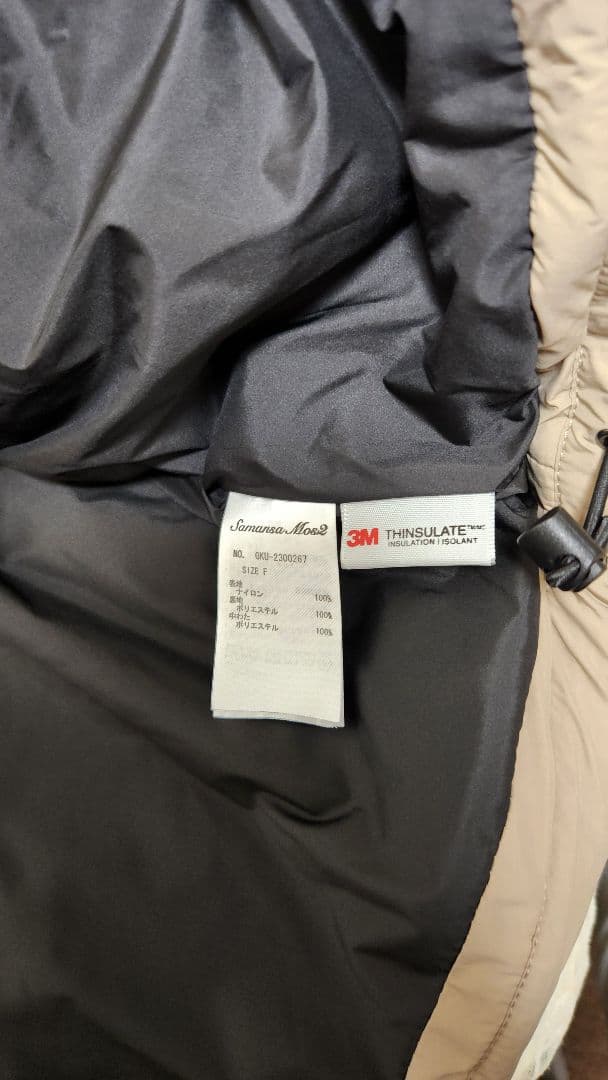 Samansa Mos2
NO. GKU-2300267
SIZE F
表地
ナイロン 100%
裏地
ポリエステル 100%
中わた
ポリエステル 100%
3M THINSULATE
INSULATION | ISOLANT